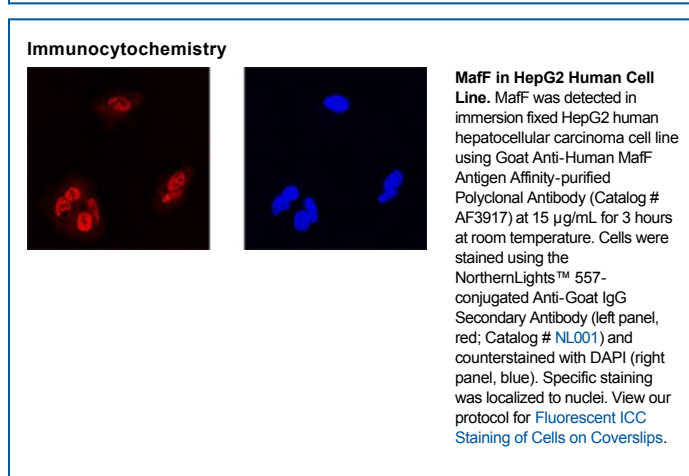 Immunocytochemistry
MafF in HepG2 Human Cell
Line. MafF was detected in
immersion fixed HepG2 human
hepatocellular carcinoma cell line
using Goat Anti-Human MafF
Antigen Affinity-purified
Polyclonal Antibody (Catalog #
AF3917) at 15 µg/mL for 3 hours
at room temperature. Cells were
stained using the
NorthernLights™ 557-
conjugated Anti-Goat IgG
Secondary Antibody (left panel,
red; Catalog # NL001) and
counterstained with DAPI (right
panel, blue). Specific staining
was localized to nuclei. View our
protocol for Fluorescent ICC
Staining of Cells on Coverslips.